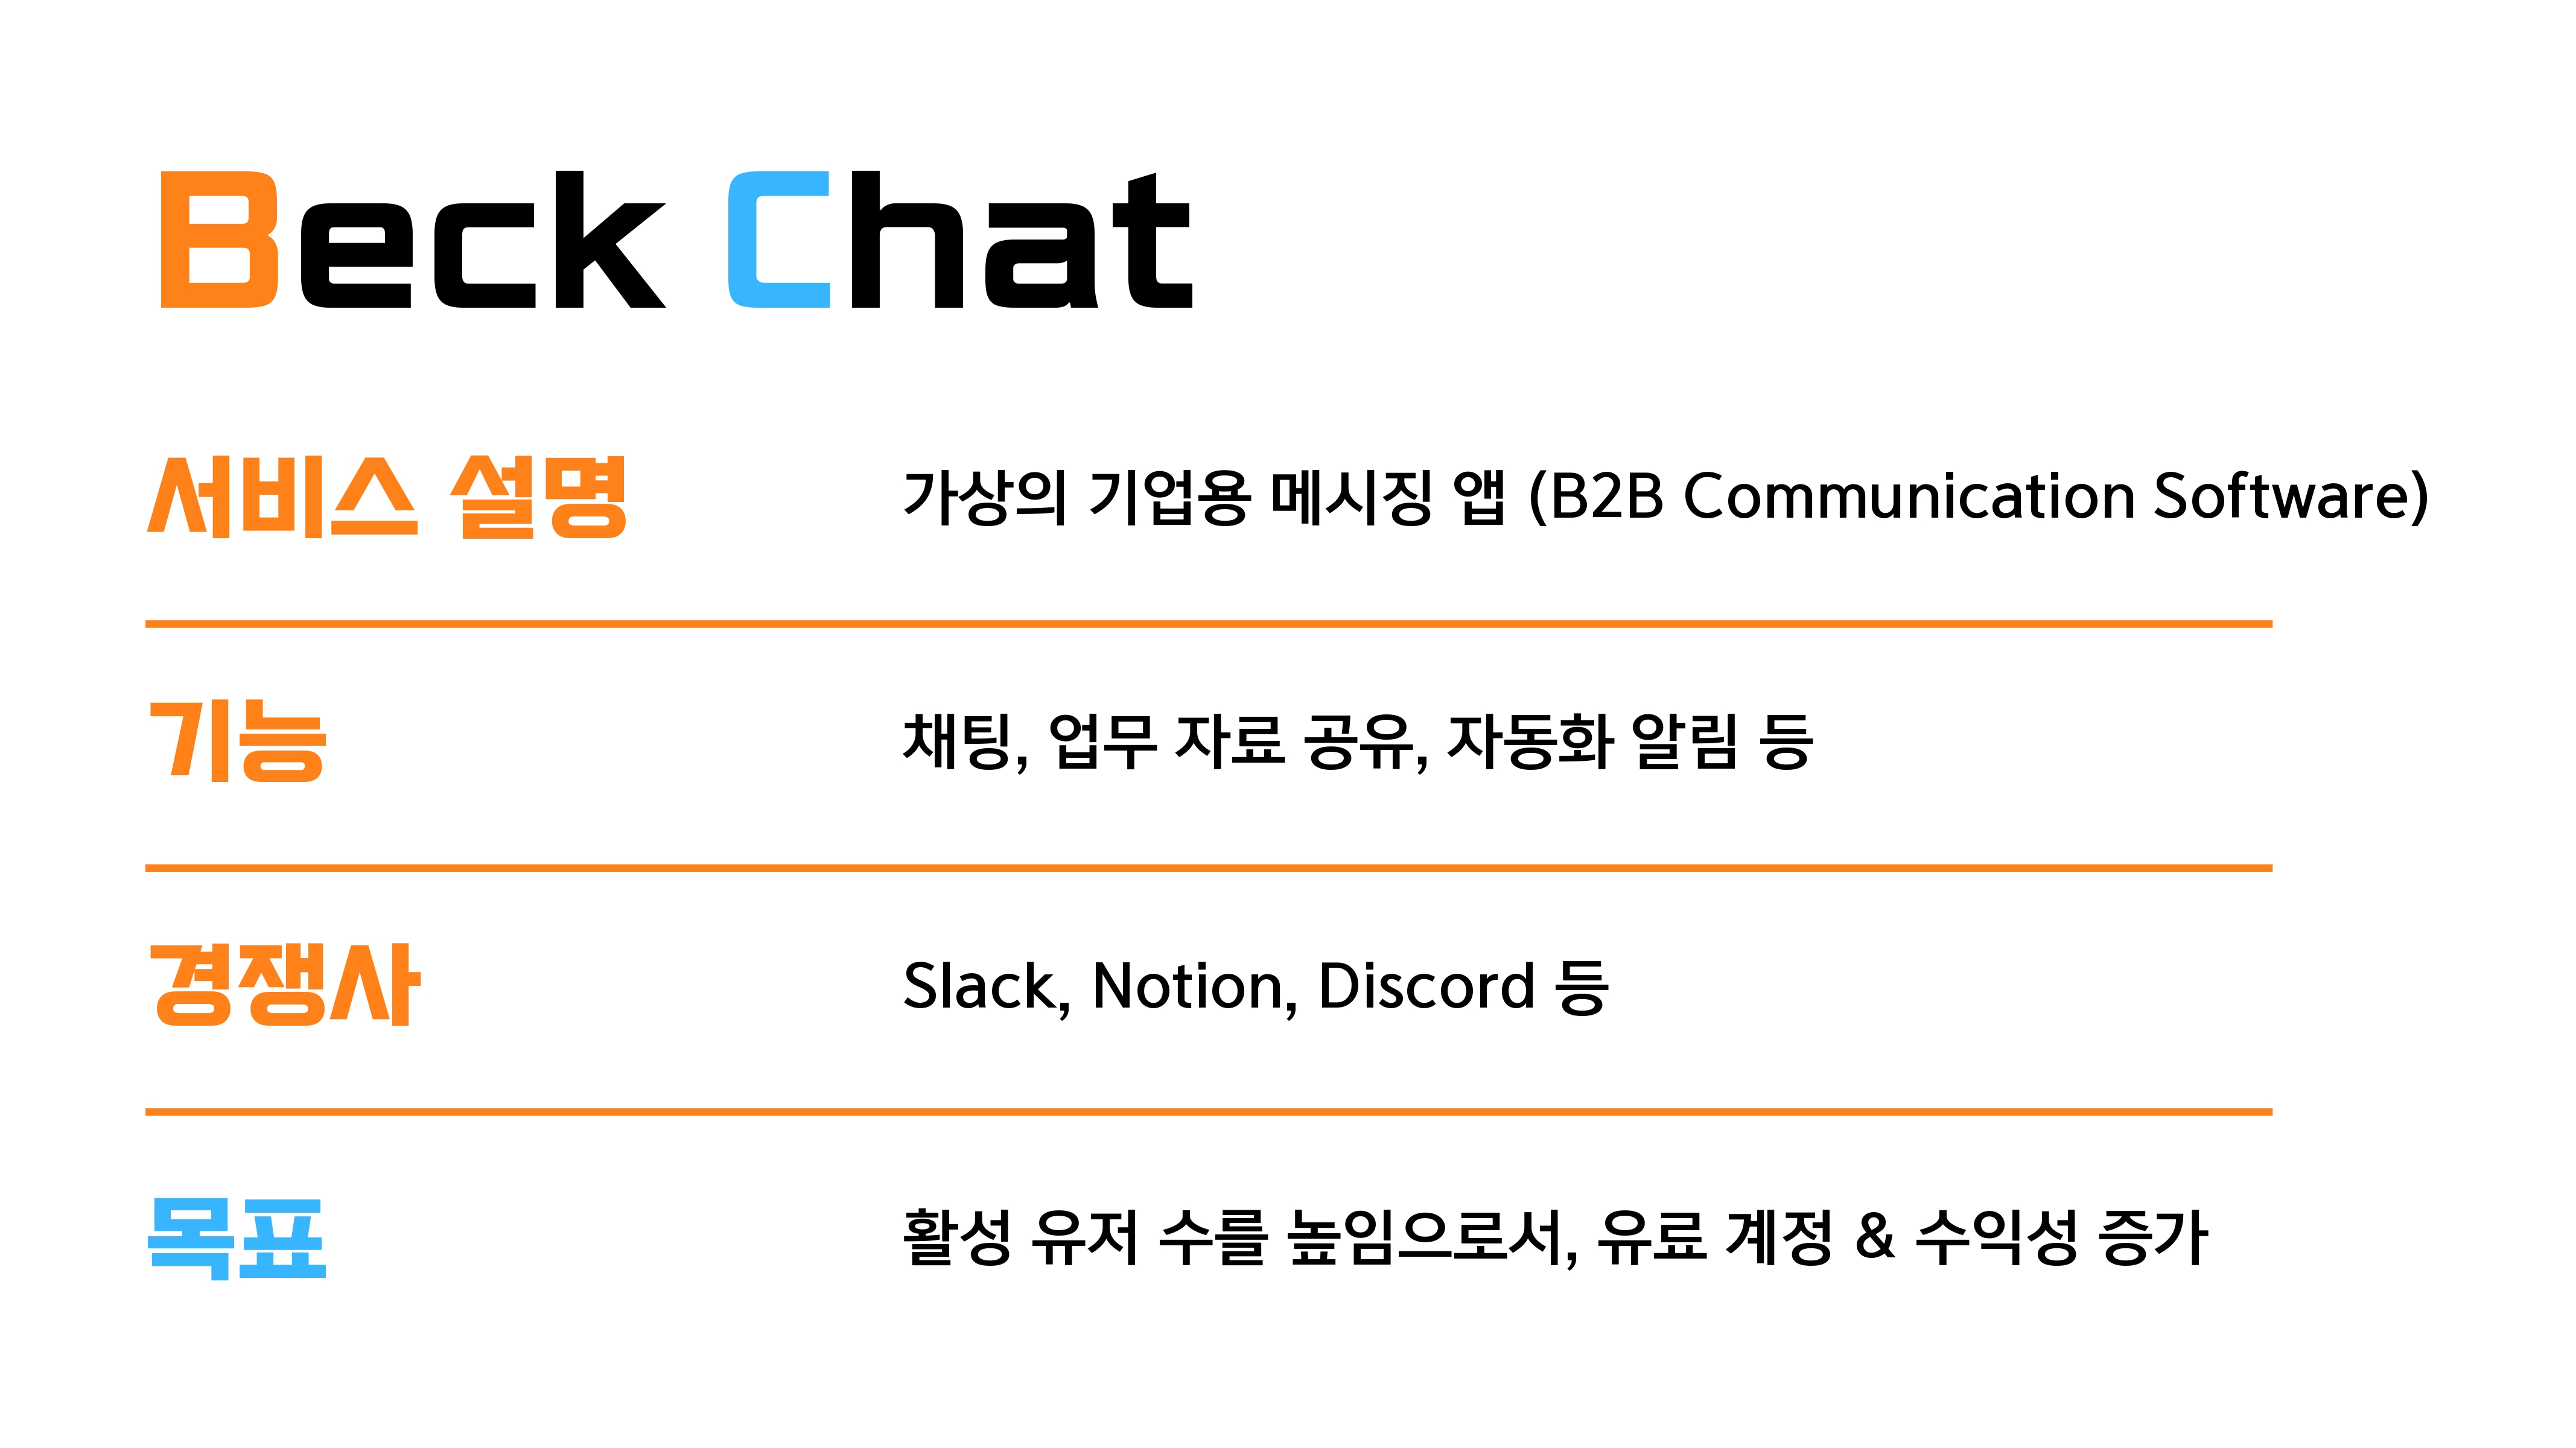 Beck Chat
서비스 설명
가상의 기업용 메시징 앱 (B2B Communication Software)
기능
채팅, 업무 자료 공유, 자동화 알림 등
경쟁사
Slack, Notion, Discord 등
목표
활성 유저 수를 높임으로서, 유료 계정 & 수익성 증가